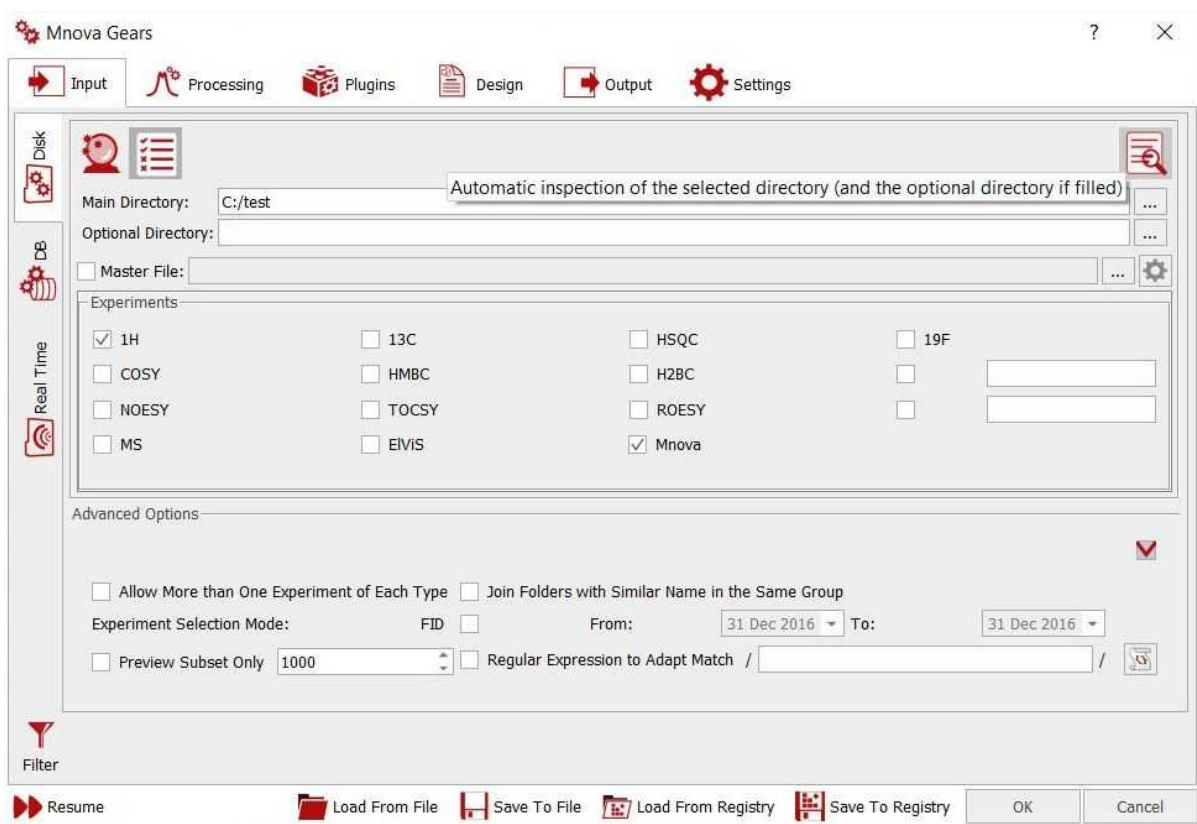 Mnova Gears ?
Input Processing Plugins Design Output Settings
Disk
DB
Real Time
Automatic inspection of the selected directory (and the optional directory if filled)
Main Directory: C:/test ...
Optional Directory: ...
Master File: ...
Experiments
1H 13C HSQC 19F
COSY HMBC H2BC
NOESY TOCSY ROESY
MS ElViS Mnova
Advanced Options
Allow More than One Experiment of Each Type Join Folders with Similar Name in the Same Group
Experiment Selection Mode: FID From: 31 Dec 2016 To: 31 Dec 2016
Preview Subset Only 1000 Regular Expression to Adapt Match / /
Filter
Resume Load From File Save To File Load From Registry Save To Registry OK Cancel